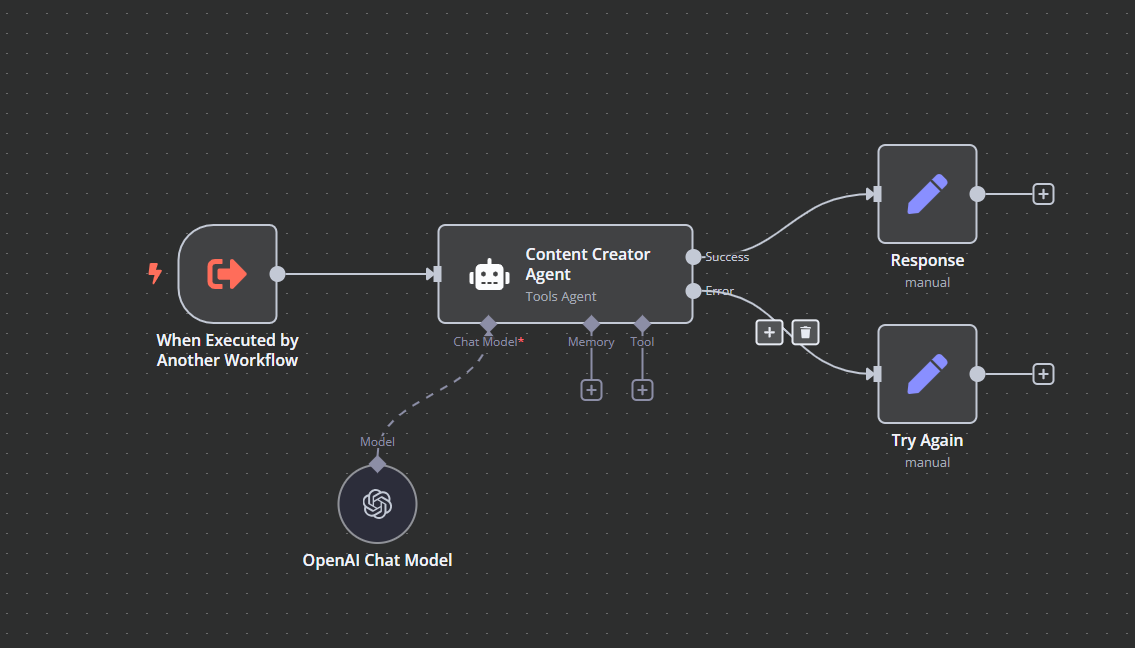 When Executed by
Another Workflow
Content Creator
Agent
Tools Agent
Success
Error
Chat Model*
Memory
Tool
Model
OpenAI Chat Model
Response
manual
Try Again
manual